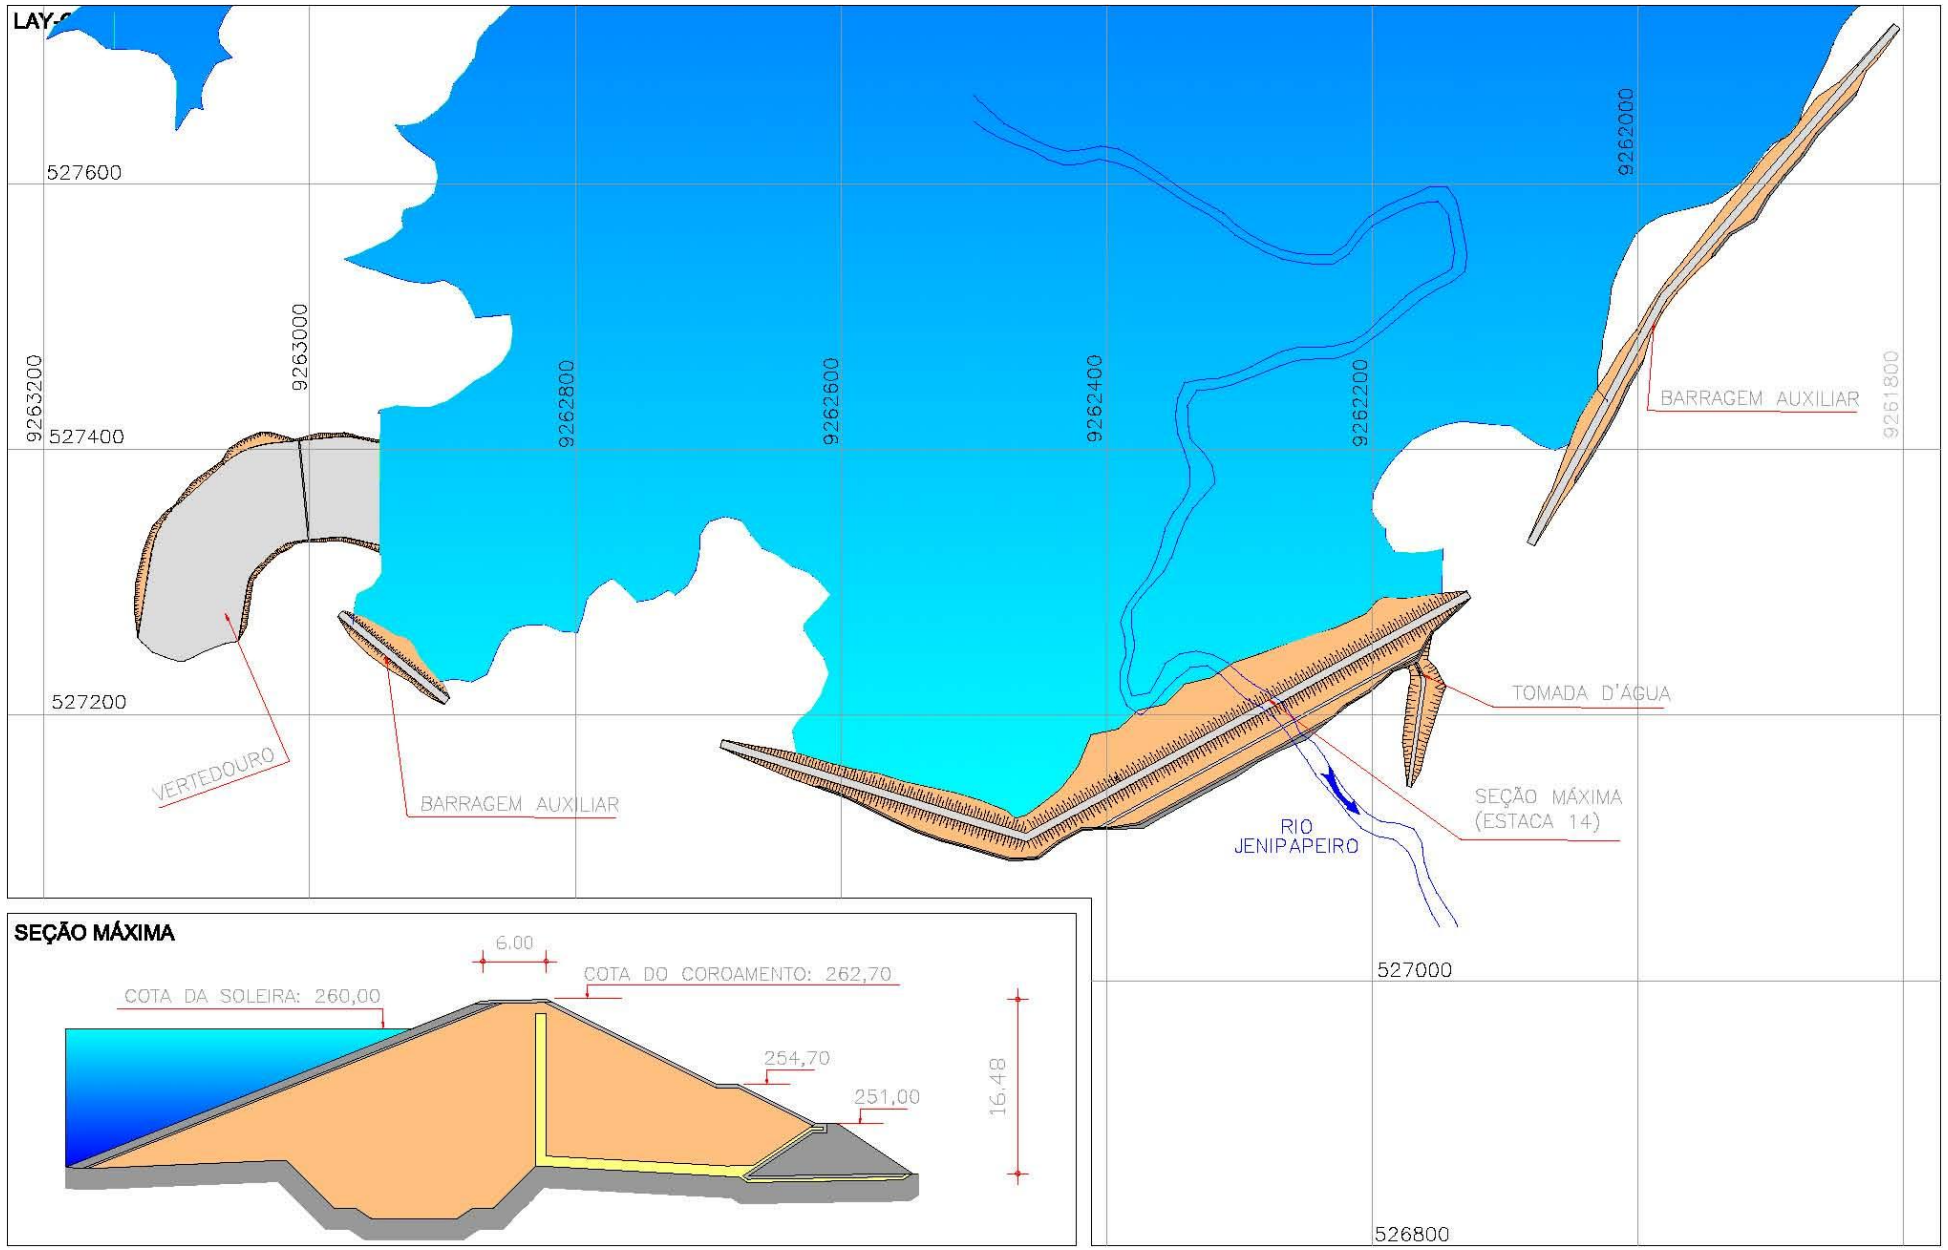 LAY-
9262000
527600
9263000
9263200
9262800
9262600
9262400
9262200
9261800
BARRAGEM AUXILIAR
527400
TOMADA D'ÁGUA
527200
VERTEDOURO
BARRAGEM AUXILIAR
SEÇÃO MÁXIMA
(ESTACA 14)
RIO
JENIPAPEIRO
527000
526800
SEÇÃO MÁXIMA
6.00
COTA DO COROAMENTO: 262,70
COTA DA SOLEIRA: 260,00
254,70
251,00
16.48